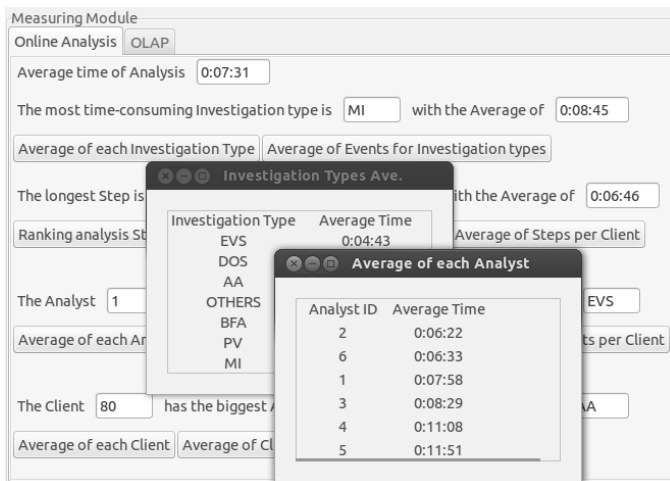 Measuring Module
Online Analysis OLAP
Average time of Analysis 0:07:31
The most time-consuming Investigation type is MI with the Average of 0:08:45
Average of each Investigation Type Average of Events for Investigation types
Investigation Types Ave.
The longest Step is with the Average of 0:06:46
Investigation Type Average Time
Ranking analysis St Average of Steps per Client
EVS 0:04:43
DOS
AA
OTHERS
BFA
PV
MI
Average of each Analyst
Analyst ID Average Time
2 0:06:22
6 0:06:33
1 0:07:58
3 0:08:29
4 0:11:08
5 0:11:51
The Analyst 1 EVS
Average of each An ts per Client
The Client 80 has the biggest AA
Average of each Client Average of Cl